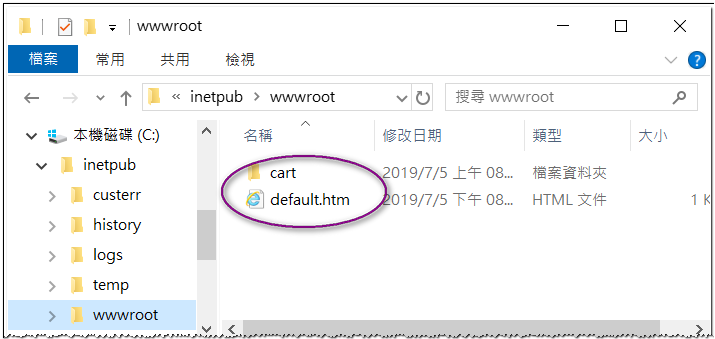 wwwroot
檔案 常用 共用 檢視
« inetpub › wwwroot 搜尋 wwwroot
本機磁碟 (C:)
inetpub
custerr
history
logs
temp
wwwroot
名稱 修改日期 類型 大小
cart 2019/7/5 上午 08... 檔案資料夾
default.htm 2019/7/5 下午 08... HTML 文件 1 K